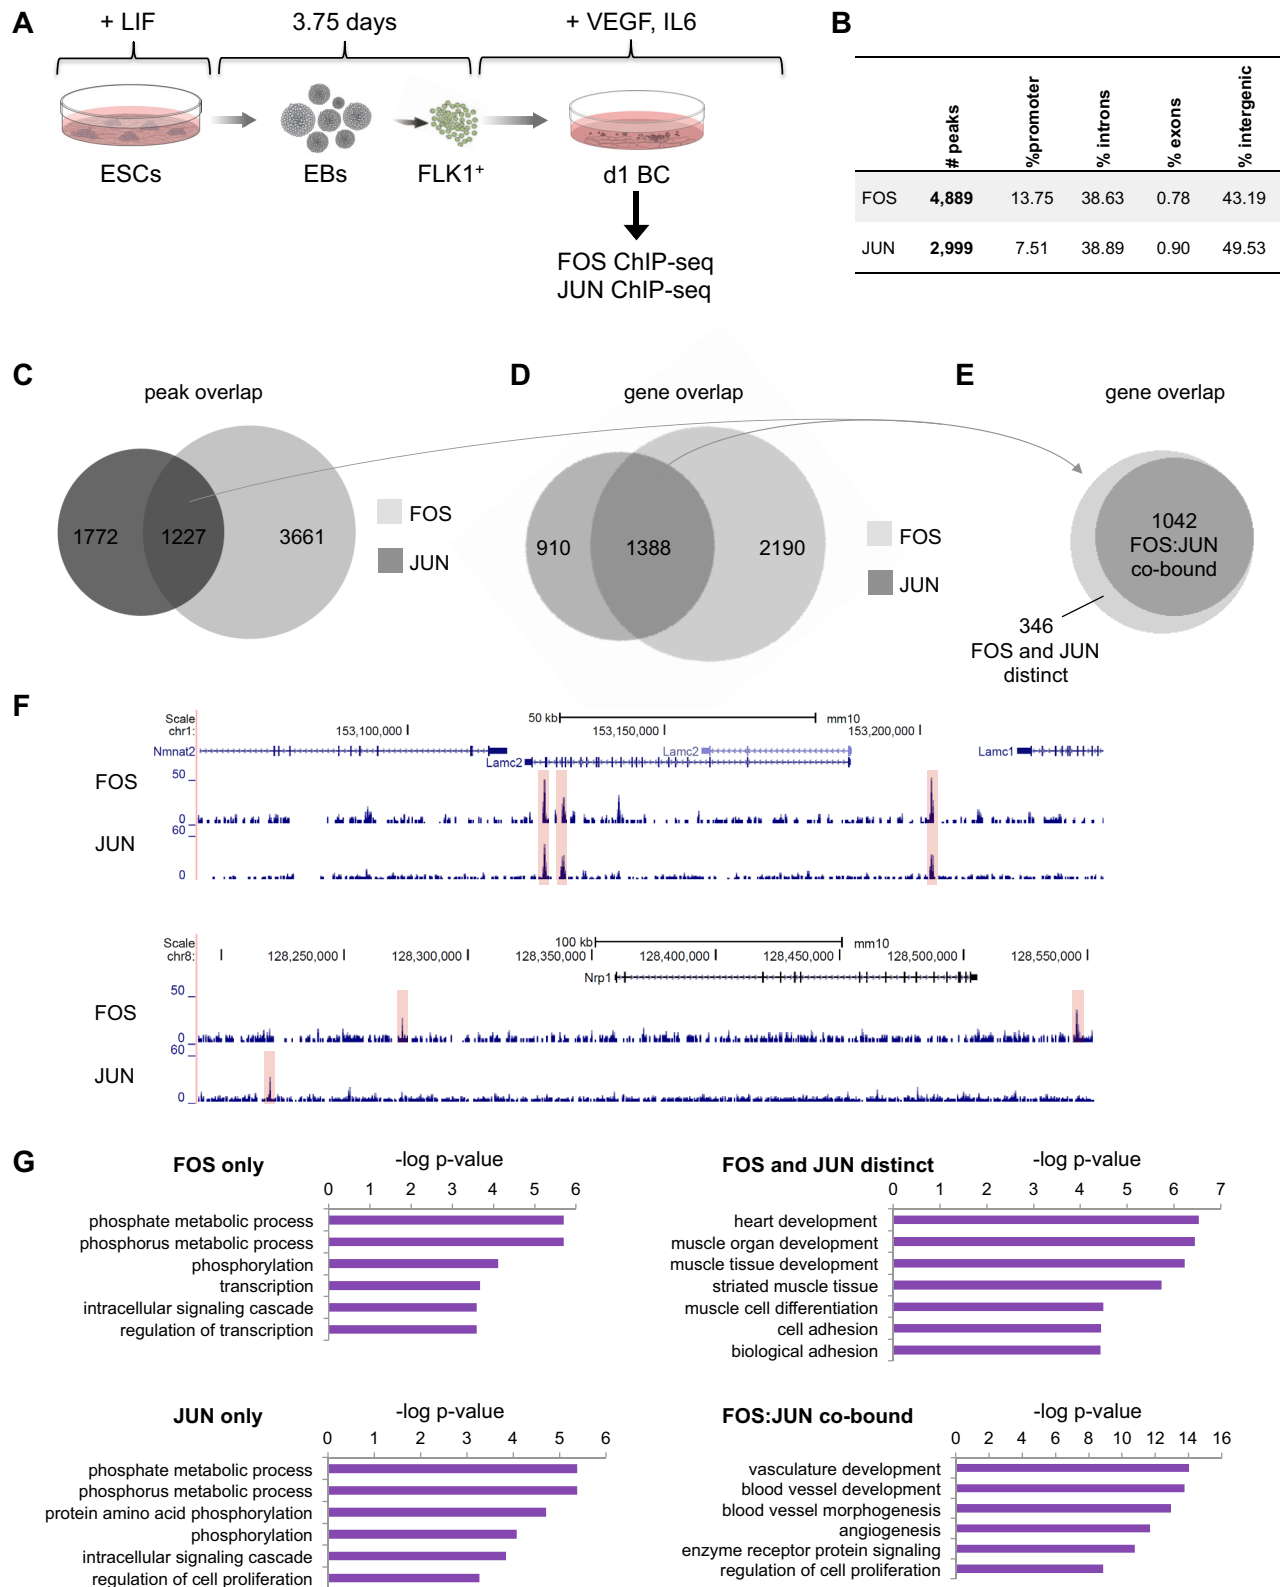 A
+ LIF
3.75 days
+ VEGF, IL6
ESCs
EBs
FLK1+
d1 BC
FOS ChIP-seq
JUN ChIP-seq
B
# peaks
%promoter
% introns
% exons
% intergenic
FOS 4,889 13.75 38.63 0.78 43.19
JUN 2,999 7.51 38.89 0.90 49.53
C
peak overlap
1772
1227
3661
FOS
JUN
D
gene overlap
910
1388
2190
FOS
JUN
E
gene overlap
1042
FOS:JUN
co-bound
346
FOS and JUN
distinct
F
Scale
50 kb
mm10
chr1:
153,100,000
153,150,000
153,200,000
Nmnat2
Lamc2
Lamc1
Lamc2
FOS
50
0
JUN
60
0
Scale
100 kb
mm10
chr8:
128,250,000
128,300,000
128,350,000
128,400,000
128,450,000
128,500,000
128,550,000
Nrp1
FOS
50
0
JUN
60
0
G
FOS only
-log p-value
0 1 2 3 4 5 6
phosphate metabolic process
phosphorus metabolic process
phosphorylation
transcription
intracellular signaling cascade
regulation of transcription
FOS and JUN distinct
-log p-value
0 1 2 3 4 5 6 7
heart development
muscle organ development
muscle tissue development
striated muscle tissue
muscle cell differentiation
cell adhesion
biological adhesion
JUN only
-log p-value
0 1 2 3 4 5 6
phosphate metabolic process
phosphorus metabolic process
protein amino acid phosphorylation
phosphorylation
intracellular signaling cascade
regulation of cell proliferation
FOS:JUN co-bound
-log p-value
0 2 4 6 8 10 12 14 16
vasculature development
blood vessel development
blood vessel morphogenesis
angiogenesis
enzyme receptor protein signaling
regulation of cell proliferation